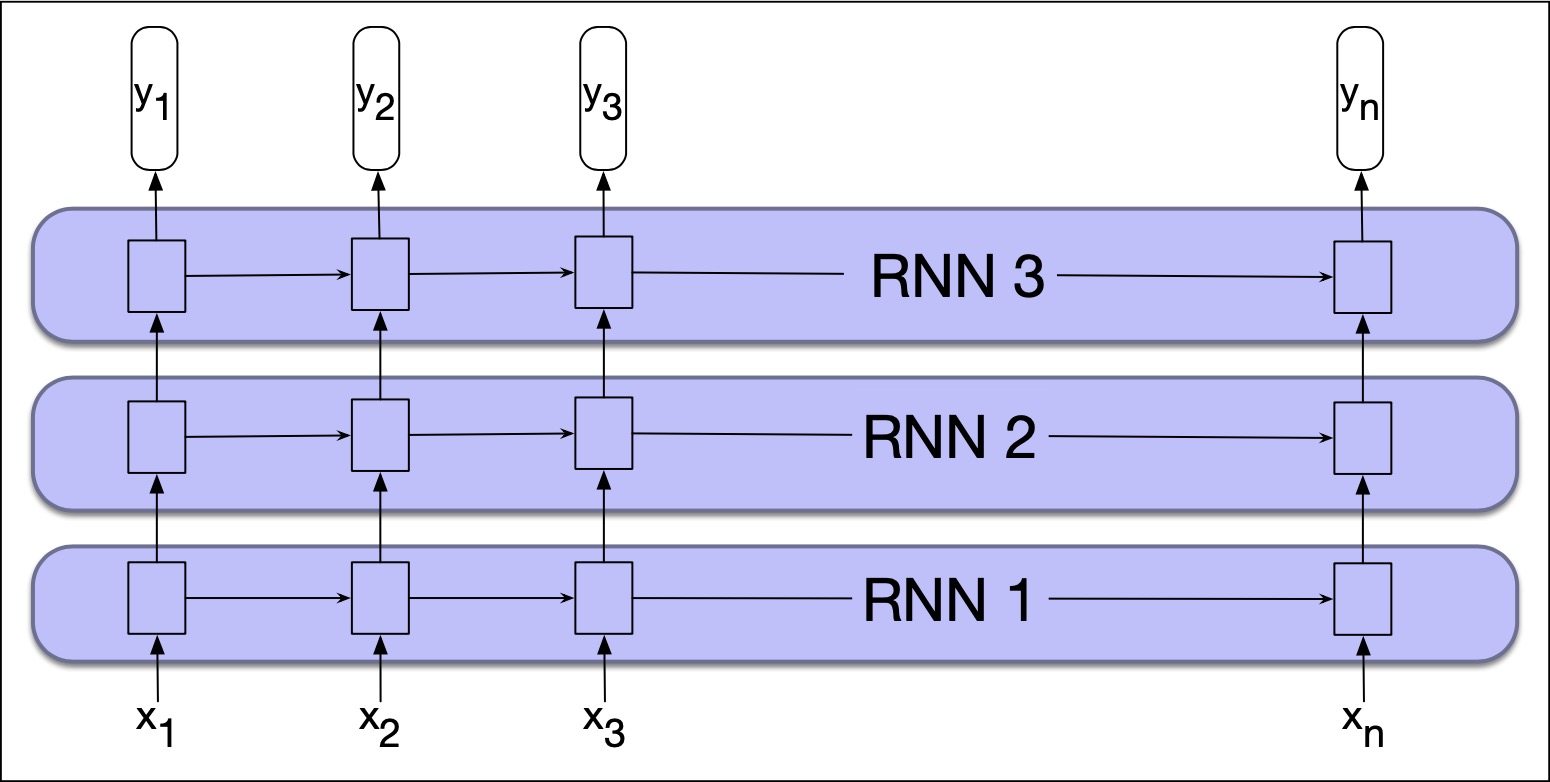 y1 y2 y3 yn
RNN 3
RNN 2
RNN 1
x1 x2 x3 xn